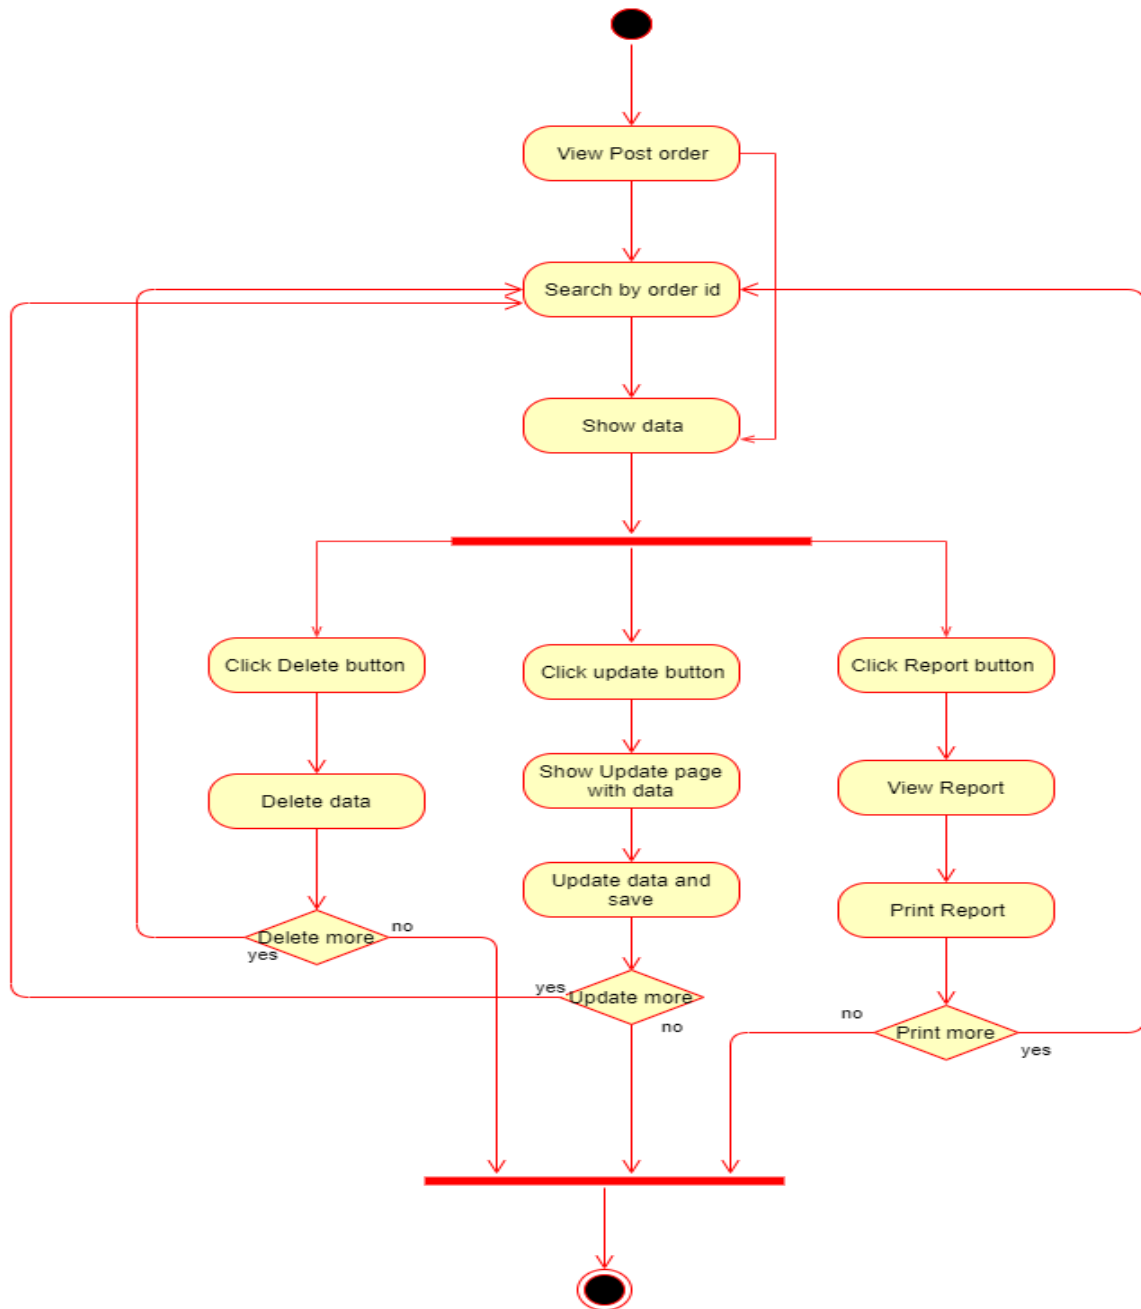 View Post order
Search by order id
Show data
Click Delete button
Click update button
Click Report button
Delete data
Show Update page
with data
View Report
Update data and
save
Print Report
Delete more
no
yes
yes
Update more
no
no
Print more
yes